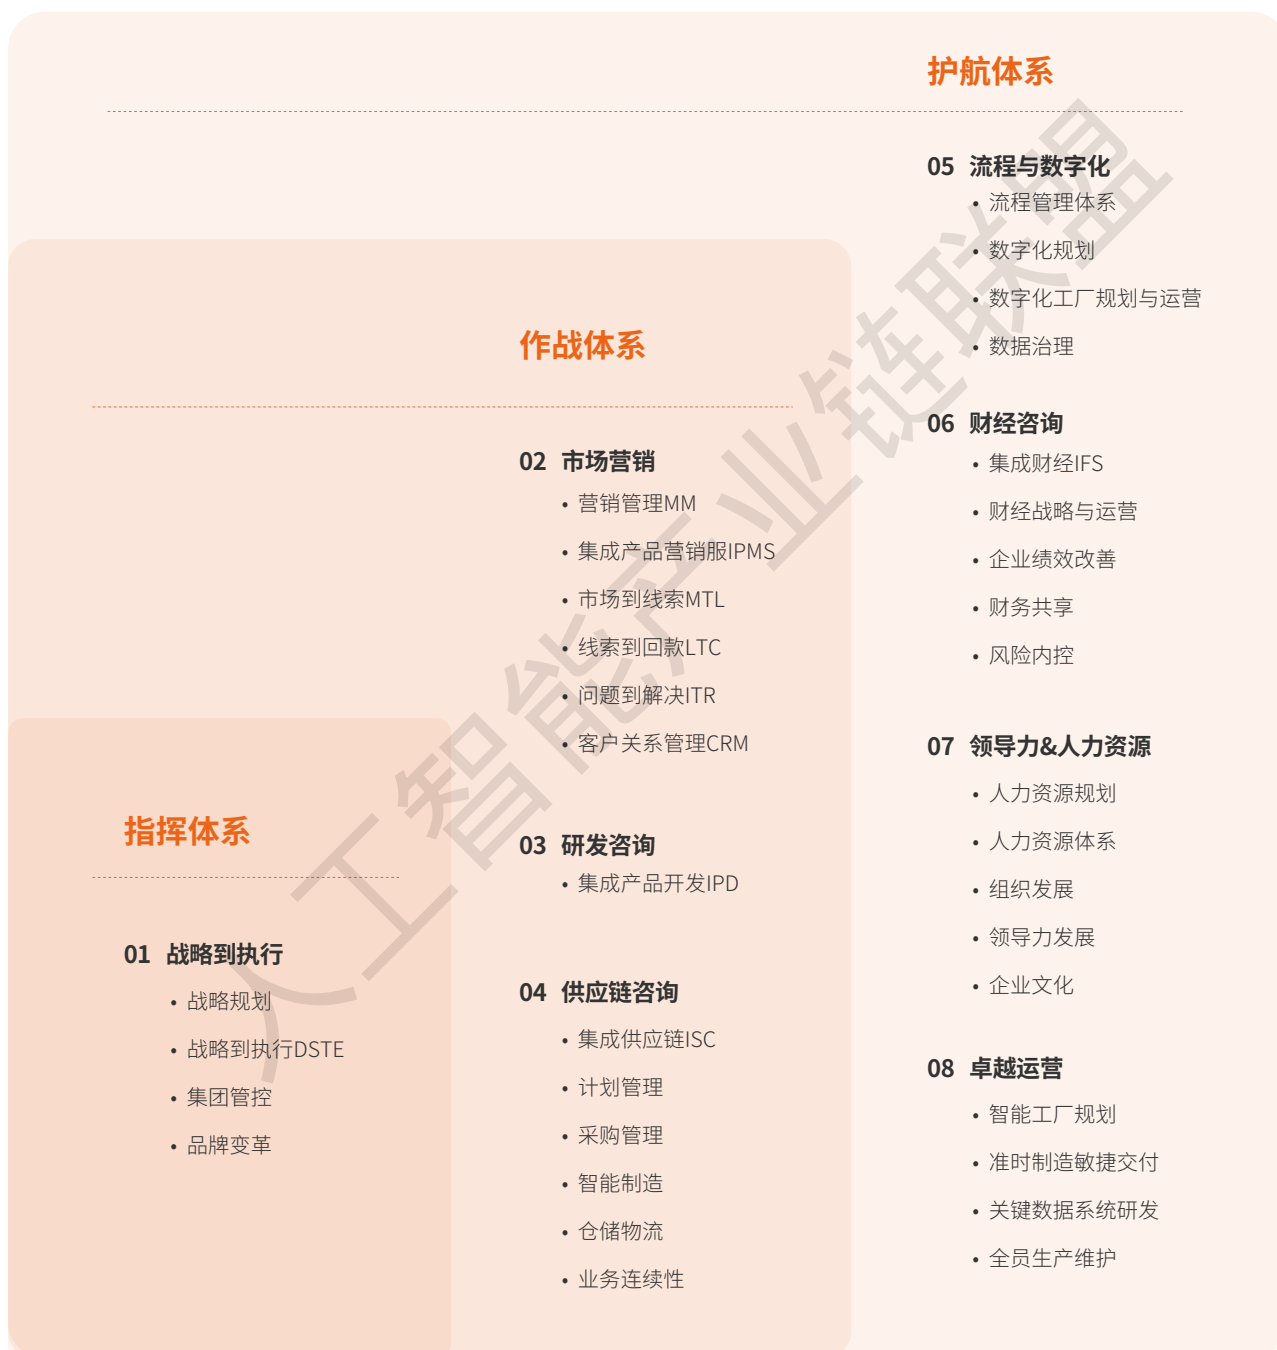 护航体系
05 流程与数字化
• 流程管理体系
• 数字化规划
• 数字化工厂规划与运营
• 数据治理
06 财经咨询
• 集成财经IFS
• 财经战略与运营
• 企业绩效改善
• 财务共享
• 风险内控
07 领导力&人力资源
• 人力资源规划
• 人力资源体系
• 组织发展
• 领导力发展
• 企业文化
08 卓越运营
• 智能工厂规划
• 准时制造敏捷交付
• 关键数据系统研发
• 全员生产维护
作战体系
02 市场营销
• 营销管理MM
• 集成产品营销服IPMS
• 市场到线索MTL
• 线索到回款LTC
• 问题到解决ITR
• 客户关系管理CRM
03 研发咨询
• 集成产品开发IPD
04 供应链咨询
• 集成供应链ISC
• 计划管理
• 采购管理
• 智能制造
• 仓储物流
• 业务连续性
指挥体系
01 战略到执行
• 战略规划
• 战略到执行DSTE
• 集团管控
• 品牌变革
人工智能产业链联盟